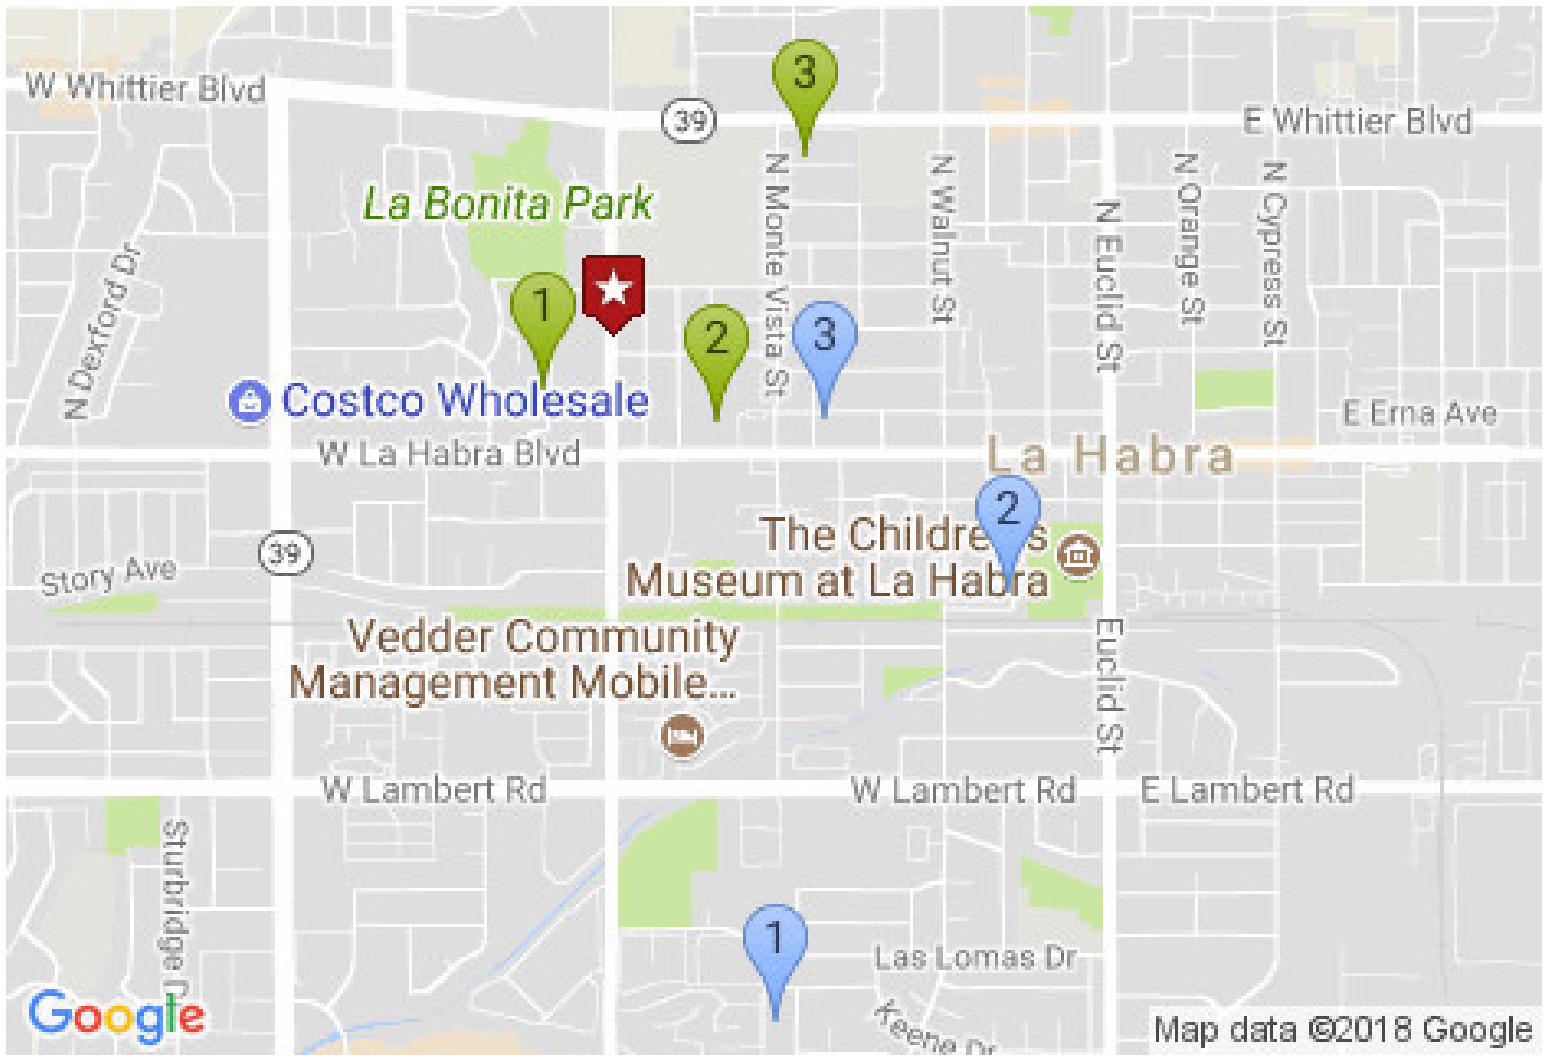 3
W Whittier Blvd
39
E Whittier Blvd
La Bonita Park
N Monte Vista St
N Walnut St
N Euclid St
N Orange St
N Cypress St
N Dexford Dr
1
2
3
Costco Wholesale
E Erna Ave
W La Habra Blvd
La Habra
2
39
The Children's
Museum at La Habra
Story Ave
Vedder Community
Management Mobile...
Euclid St
W Lambert Rd
W Lambert Rd
E Lambert Rd
Sturbridge D
1
Las Lomas Dr
Keene Dr
Google
Map data ©2018 Google